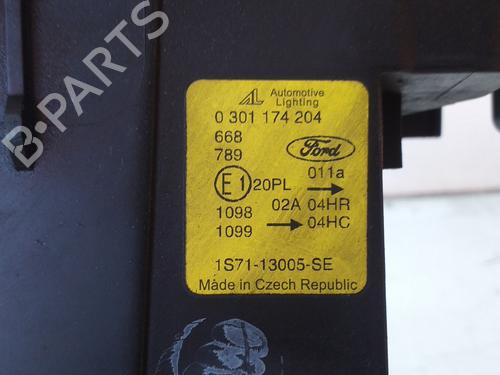 B-PARTS
AL Automotive Lighting
0 301 174 204
668
789
Ford
011a
E1 20PL →
1098 02A 04HR
1099 → 04HC
1S71-13005-SE
Made in Czech Republic